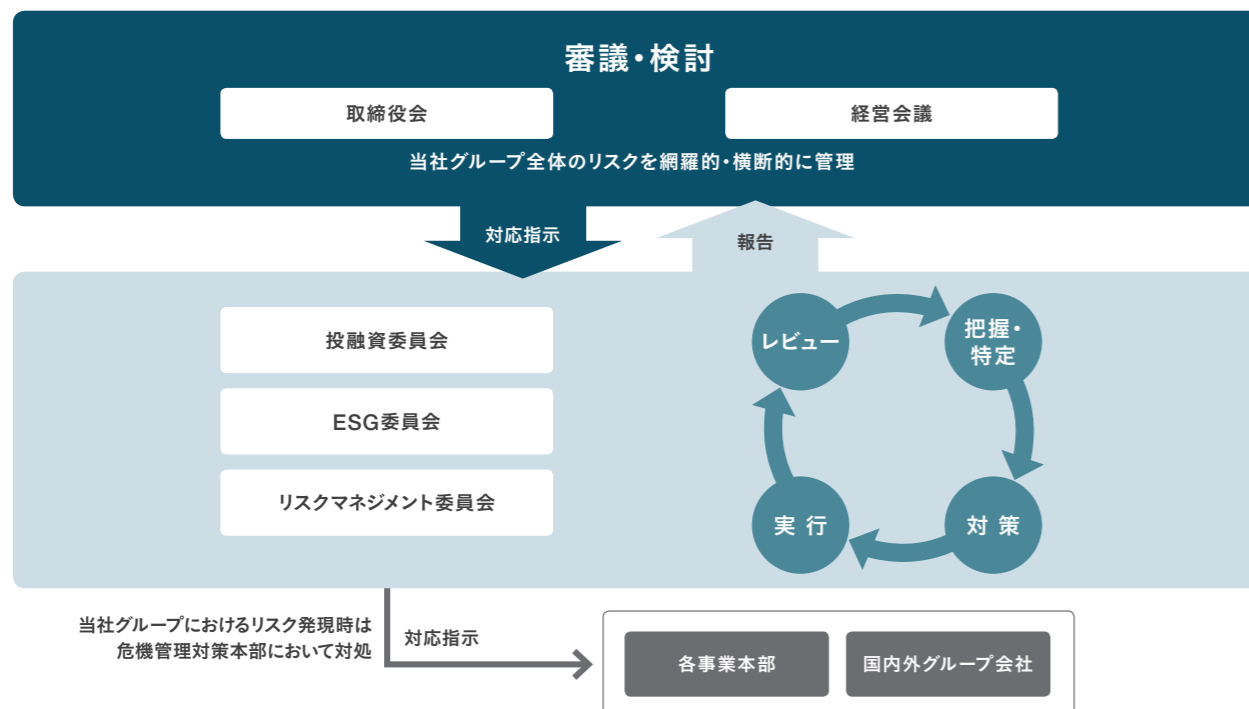 審議・検討
取締役会
経営会議
当社グループ全体のリスクを網羅的・横断的に管理
対応指示
報告
投融資委員会
ESG委員会
リスクマネジメント委員会
レビュー
把握・
特定
実 行
対 策
当社グループにおけるリスク発現時は
危機管理対策本部において対処
対応指示
各事業本部
国内外グループ会社